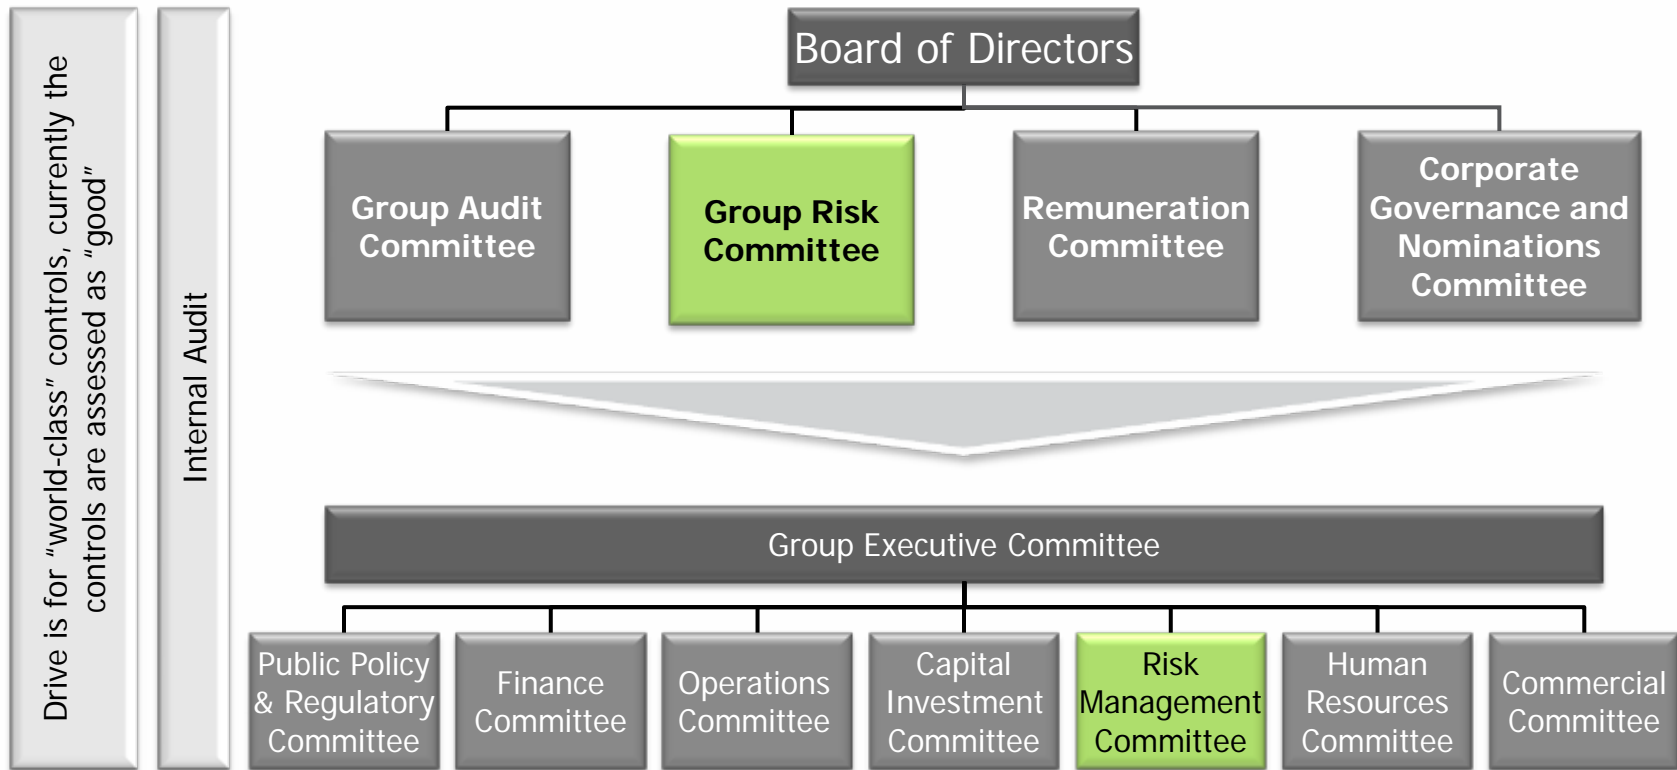 Drive is for “world-class” controls, currently the
controls are assessed as “good”
Internal Audit
Board of Directors
Group Audit
Committee
Group Risk
Committee
Remuneration
Committee
Corporate
Governance and
Nominations
Committee
Group Executive Committee
Public Policy
& Regulatory
Committee
Finance
Committee
Operations
Committee
Capital
Investment
Committee
Risk
Management
Committee
Human
Resources
Committee
Commercial
Committee